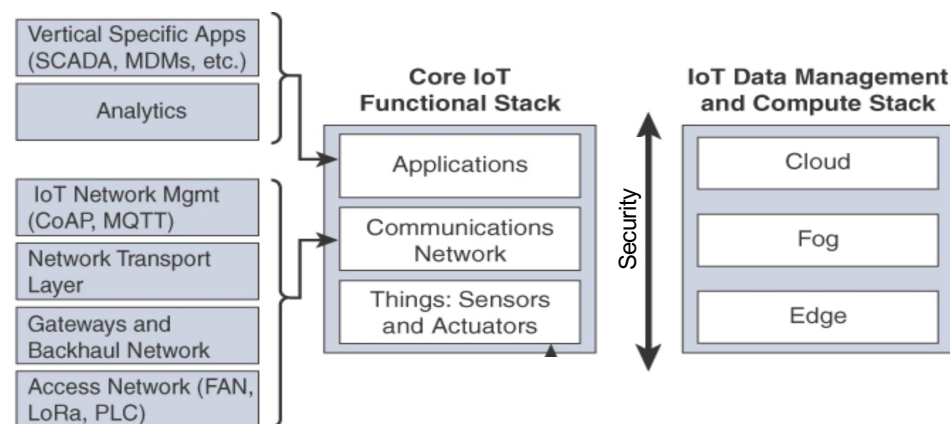 Vertical Specific Apps
(SCADA, MDMs, etc.)
Analytics
IoT Network Mgmt
(CoAP, MQTT)
Network Transport
Layer
Gateways and
Backhaul Network
Access Network (FAN,
LoRa, PLC)
Core IoT
Functional Stack
Applications
Communications
Network
Things: Sensors
and Actuators
Security
IoT Data Management
and Compute Stack
Cloud
Fog
Edge